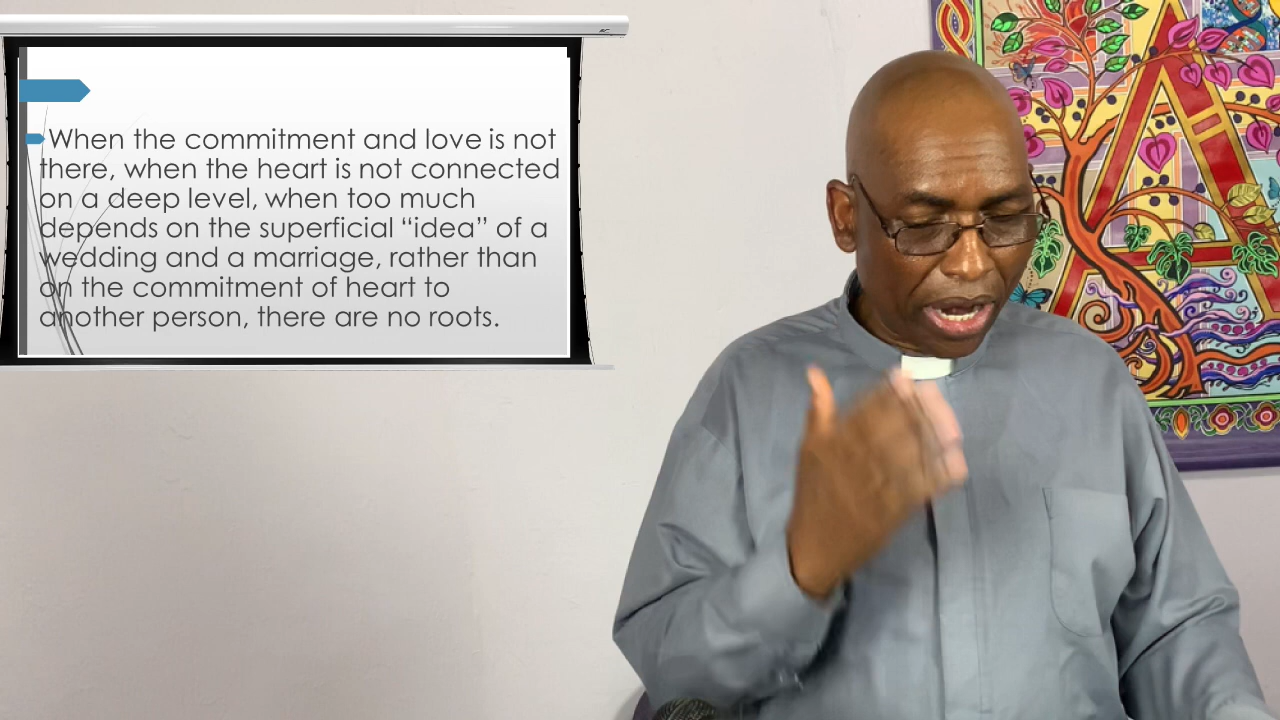 When the commitment and love is not
there, when the heart is not connected
on a deep level, when too much
depends on the superficial “idea” of a
wedding and a marriage, rather than
on the commitment of heart to
another person, there are no roots.